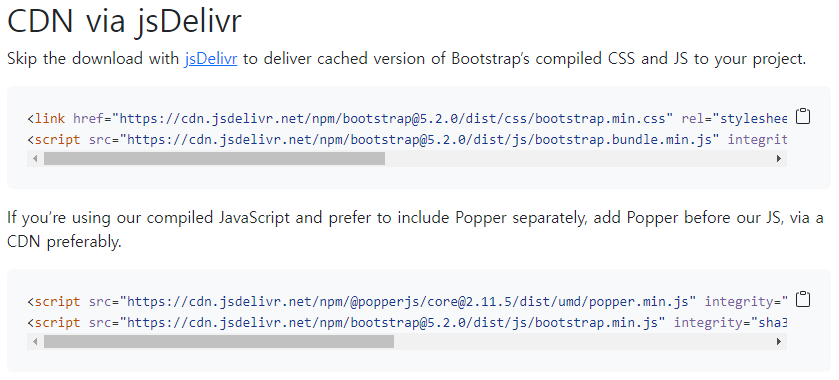 CDN via jsDelivr
Skip the download with jsDelivr to deliver cached version of Bootstrap's compiled CSS and JS to your project.
<link href="https://cdn.jsdelivr.net/npm/bootstrap@5.2.0/dist/css/bootstrap.min.css" rel="styleshee
<script src="https://cdn.jsdelivr.net/npm/bootstrap@5.2.0/dist/js/bootstrap.bundle.min.js" integrit
If you're using our compiled JavaScript and prefer to include Popper separately, add Popper before our JS, via a
CDN preferably.
<script src="https://cdn.jsdelivr.net/npm/@popperjs/core@2.11.5/dist/umd/popper.min.js" integrity="
<script src="https://cdn.jsdelivr.net/npm/bootstrap@5.2.0/dist/js/bootstrap.min.js" integrity="sha3